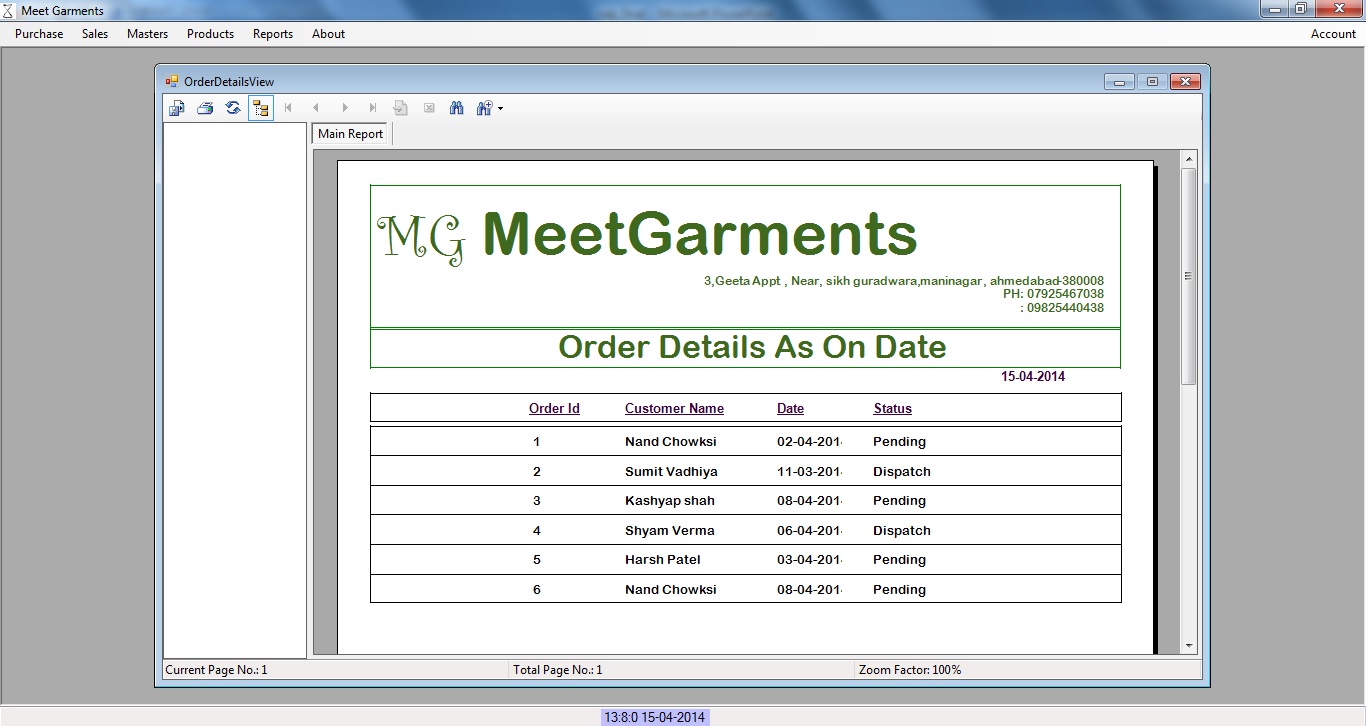 Meet Garments
Purchase Sales Masters Products Reports About Account
OrderDetailsView
Main Report
MG MeetGarments
3,Geeta Appt , Near, sikh guradwara,maninagar, ahmedabad-380008
PH: 07925467038
: 09825440438
Order Details As On Date
15-04-2014
Order Id Customer Name Date Status
1 Nand Chowksi 02-04-201 Pending
2 Sumit Vadhiya 11-03-201 Dispatch
3 Kashyap shah 08-04-201 Pending
4 Shyam Verma 06-04-201 Dispatch
5 Harsh Patel 03-04-201 Pending
6 Nand Chowksi 08-04-201 Pending
Current Page No.: 1 Total Page No.: 1 Zoom Factor: 100%
13:8:0 15-04-2014